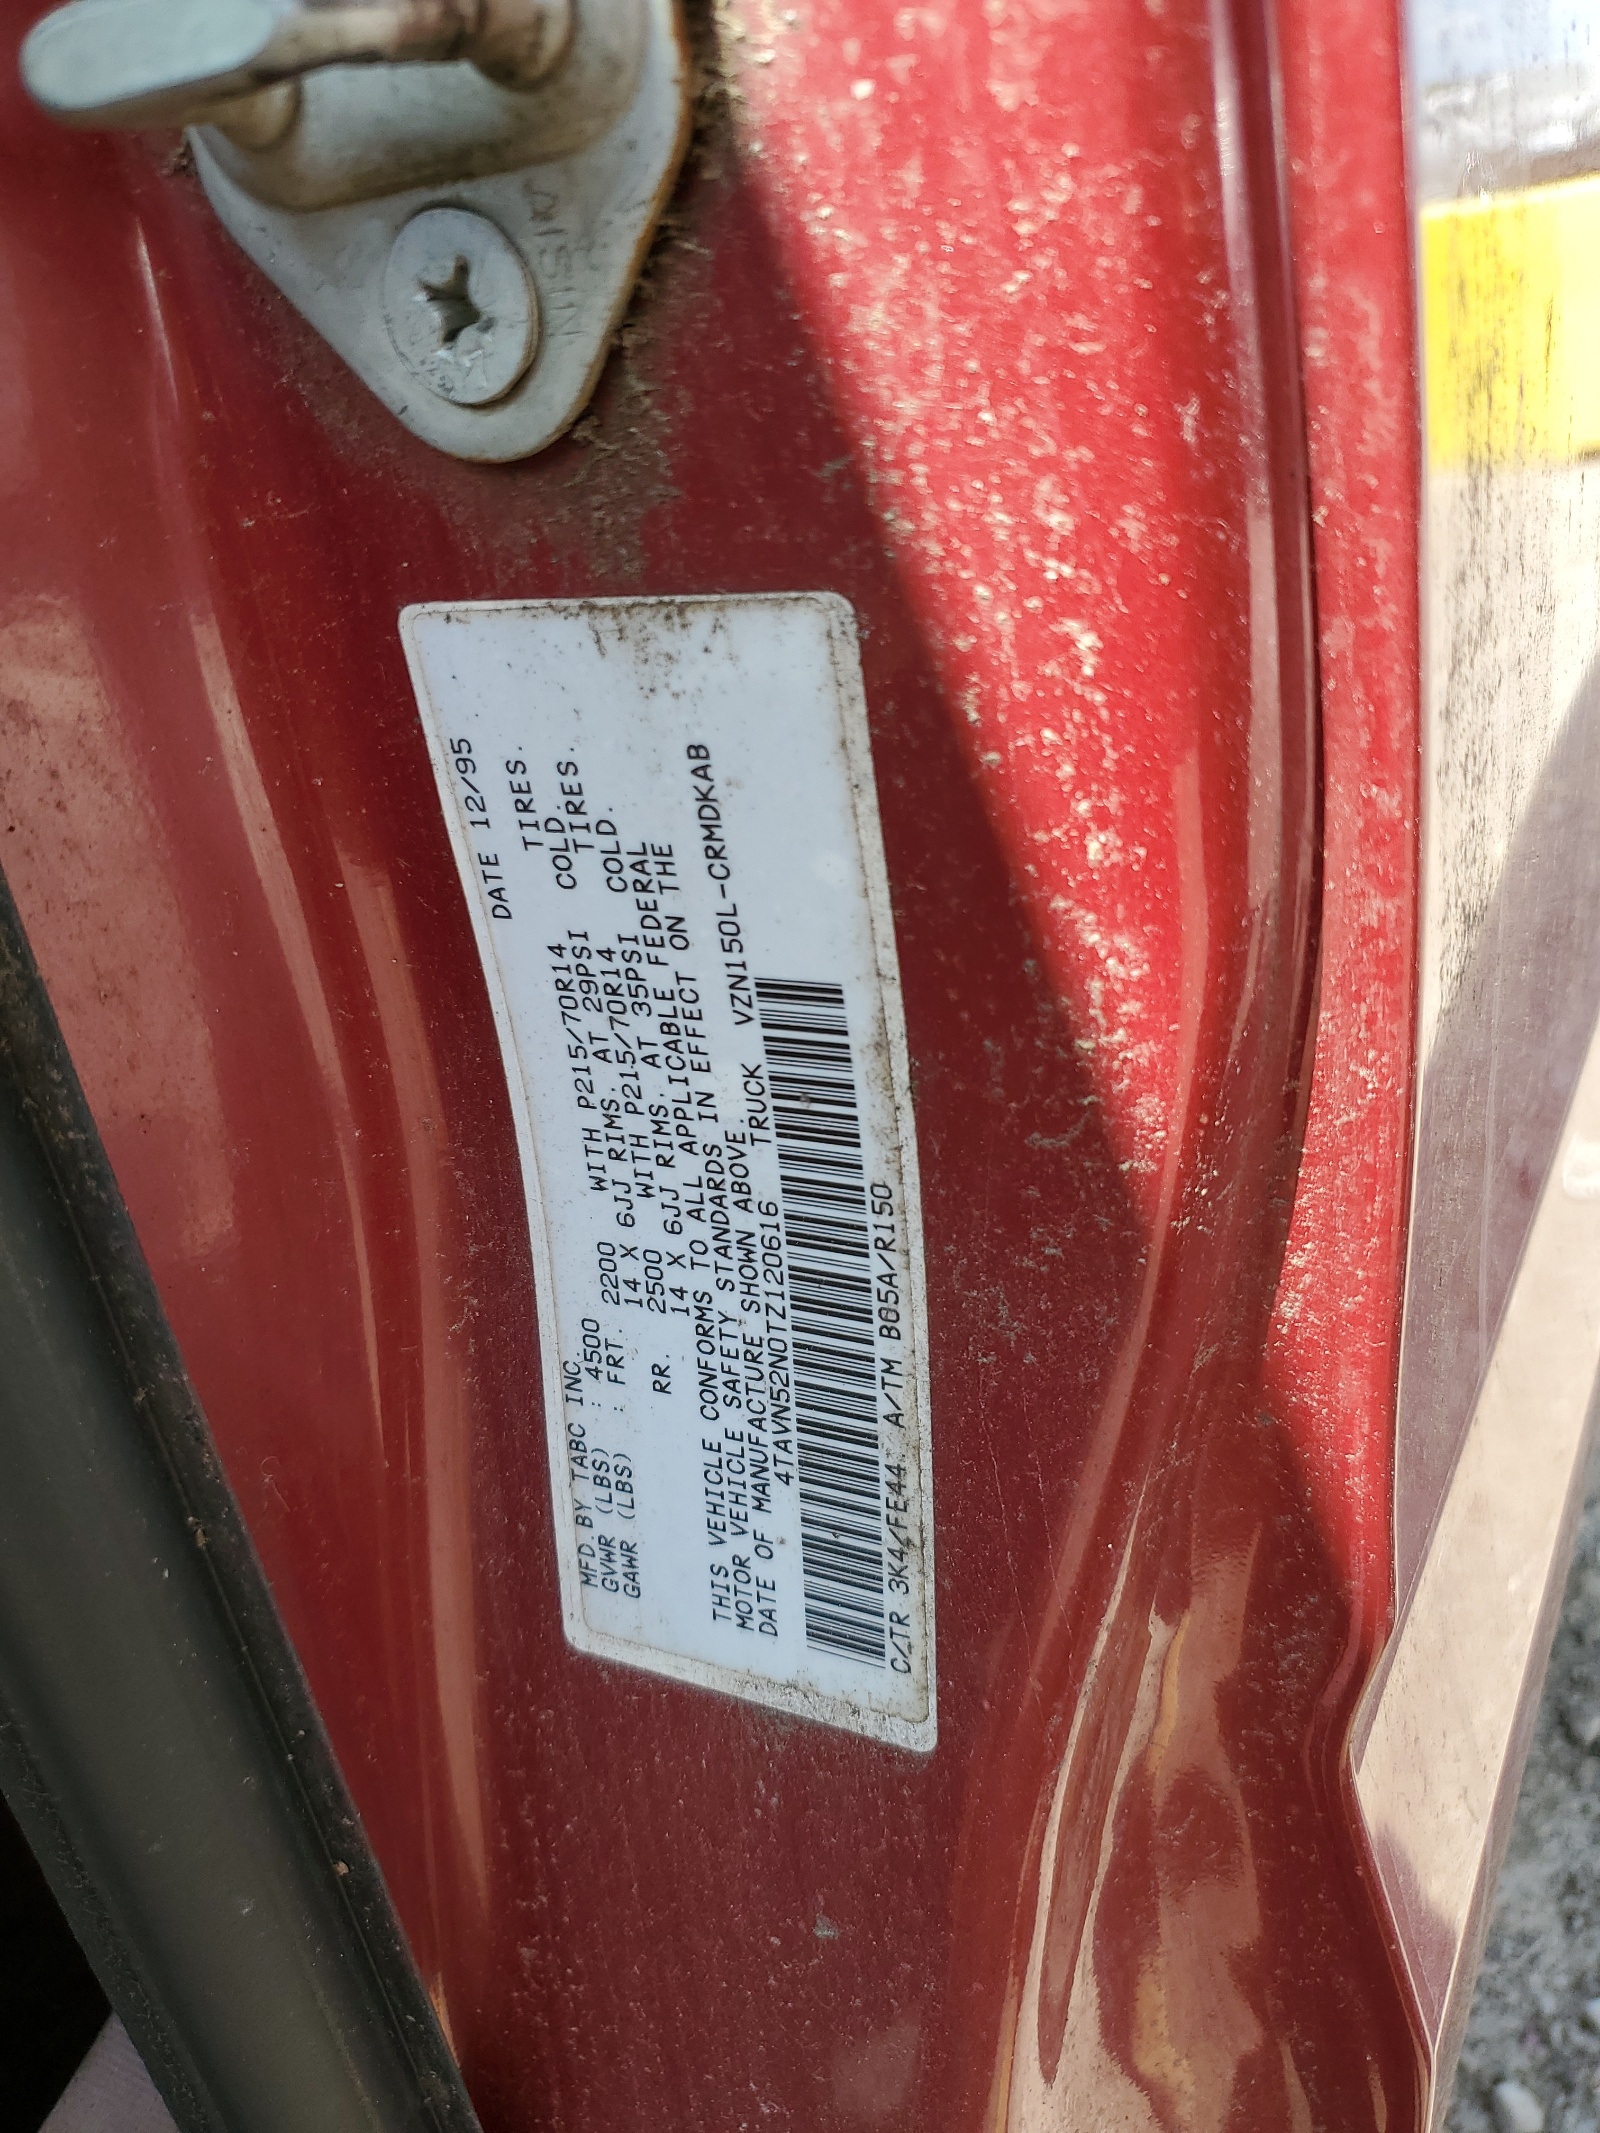 AISIN
MFD. BY TABC INC. DATE 12/95
GVWR (LBS) : 4500
GAWR (LBS) : FRT. 2200 WITH P215/70R14 TIRES.
14 X 6JJ RIMS. AT 29PSI COLD.
RR. 2500 WITH P215/70R14 TIRES.
14 X 6JJ RIMS. AT 35PSI COLD.
THIS VEHICLE CONFORMS TO ALL APPLICABLE FEDERAL
MOTOR VEHICLE SAFETY STANDARDS IN EFFECT ON THE
DATE OF MANUFACTURE SHOWN ABOVE.
4TAVN52N0TZ120616 TRUCK VZN150L-CRMDKAB
C/TR 3K4/FE44 A/TM B05A/R150